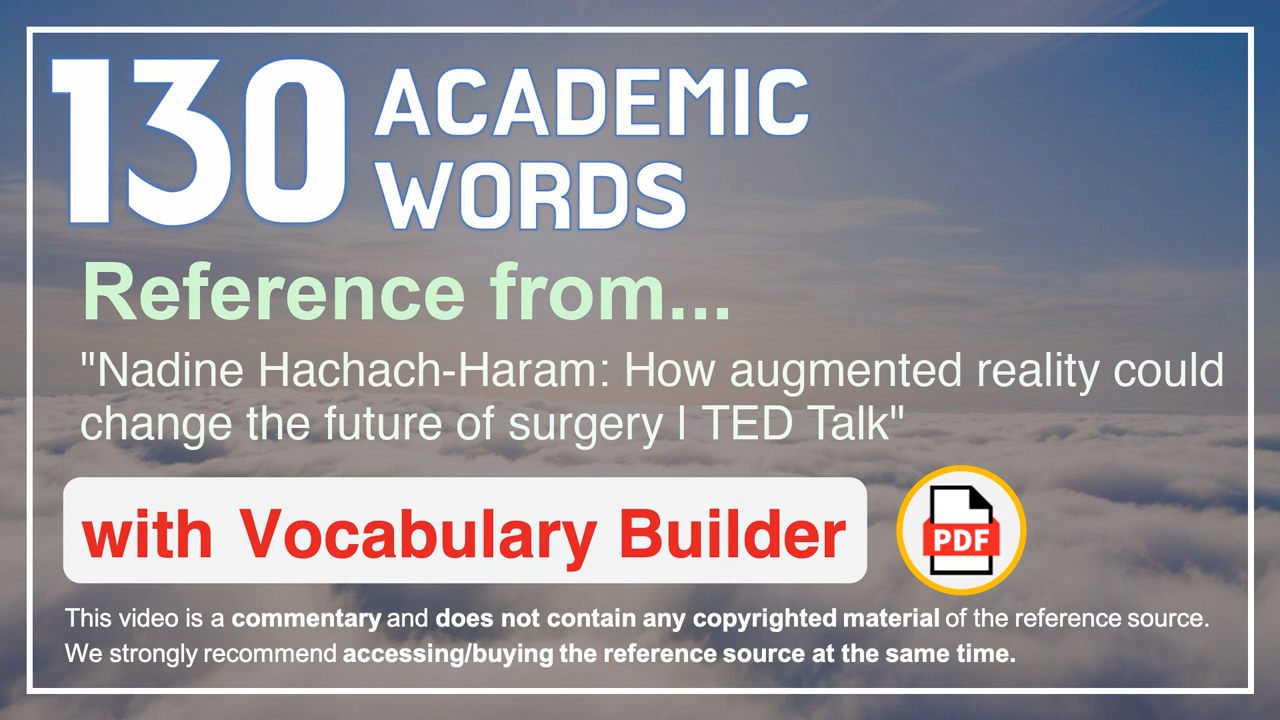 130 ACADEMIC
WORDS
Reference from...
"Nadine Hachach-Haram: How augmented reality could
change the future of surgery | TED Talk"
with Vocabulary Builder
PDF
This video is a commentary and does not contain any copyrighted material of the reference source.
We strongly recommend accessing/buying the reference source at the same time.